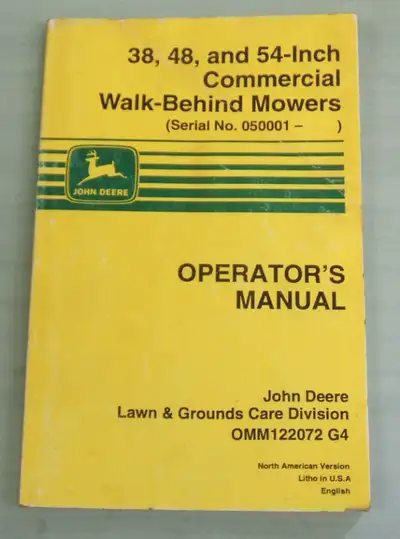 38, 48, and 54-Inch
Commercial
Walk-Behind Mowers
(Serial No. 050001 – )
JOHN DEERE
OPERATOR'S
MANUAL
John Deere
Lawn & Grounds Care Division
OMM122072 G4
North American Version
Litho in U.S.A
English